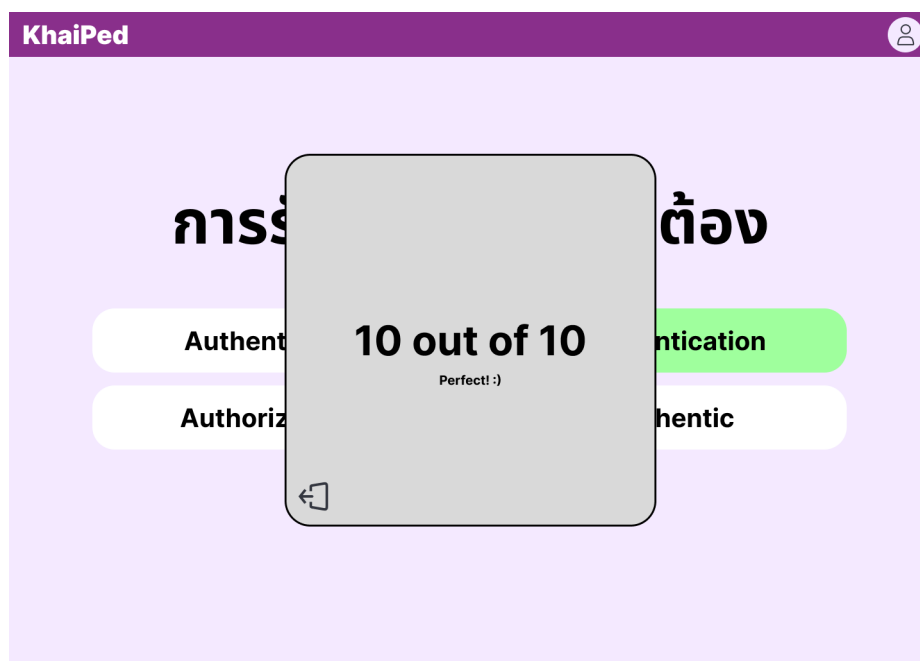 KhaiPed
การรั ต้อง
Authent ntication
10 out of 10
Perfect! :)
Authoriz hentic